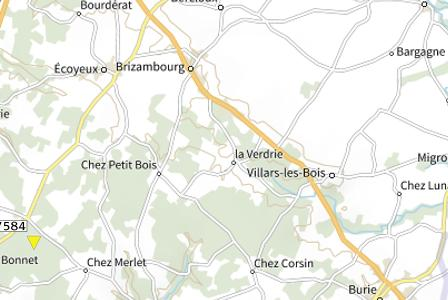 Bourdérat
Écoyeux
Brizambourg
Bargagne
Chez Petit Bois
la Verdrie
Villars-les-Bois
Migro
Chez Lun
7584
Bonnet
Chez Merlet
Chez Corsin
Burie